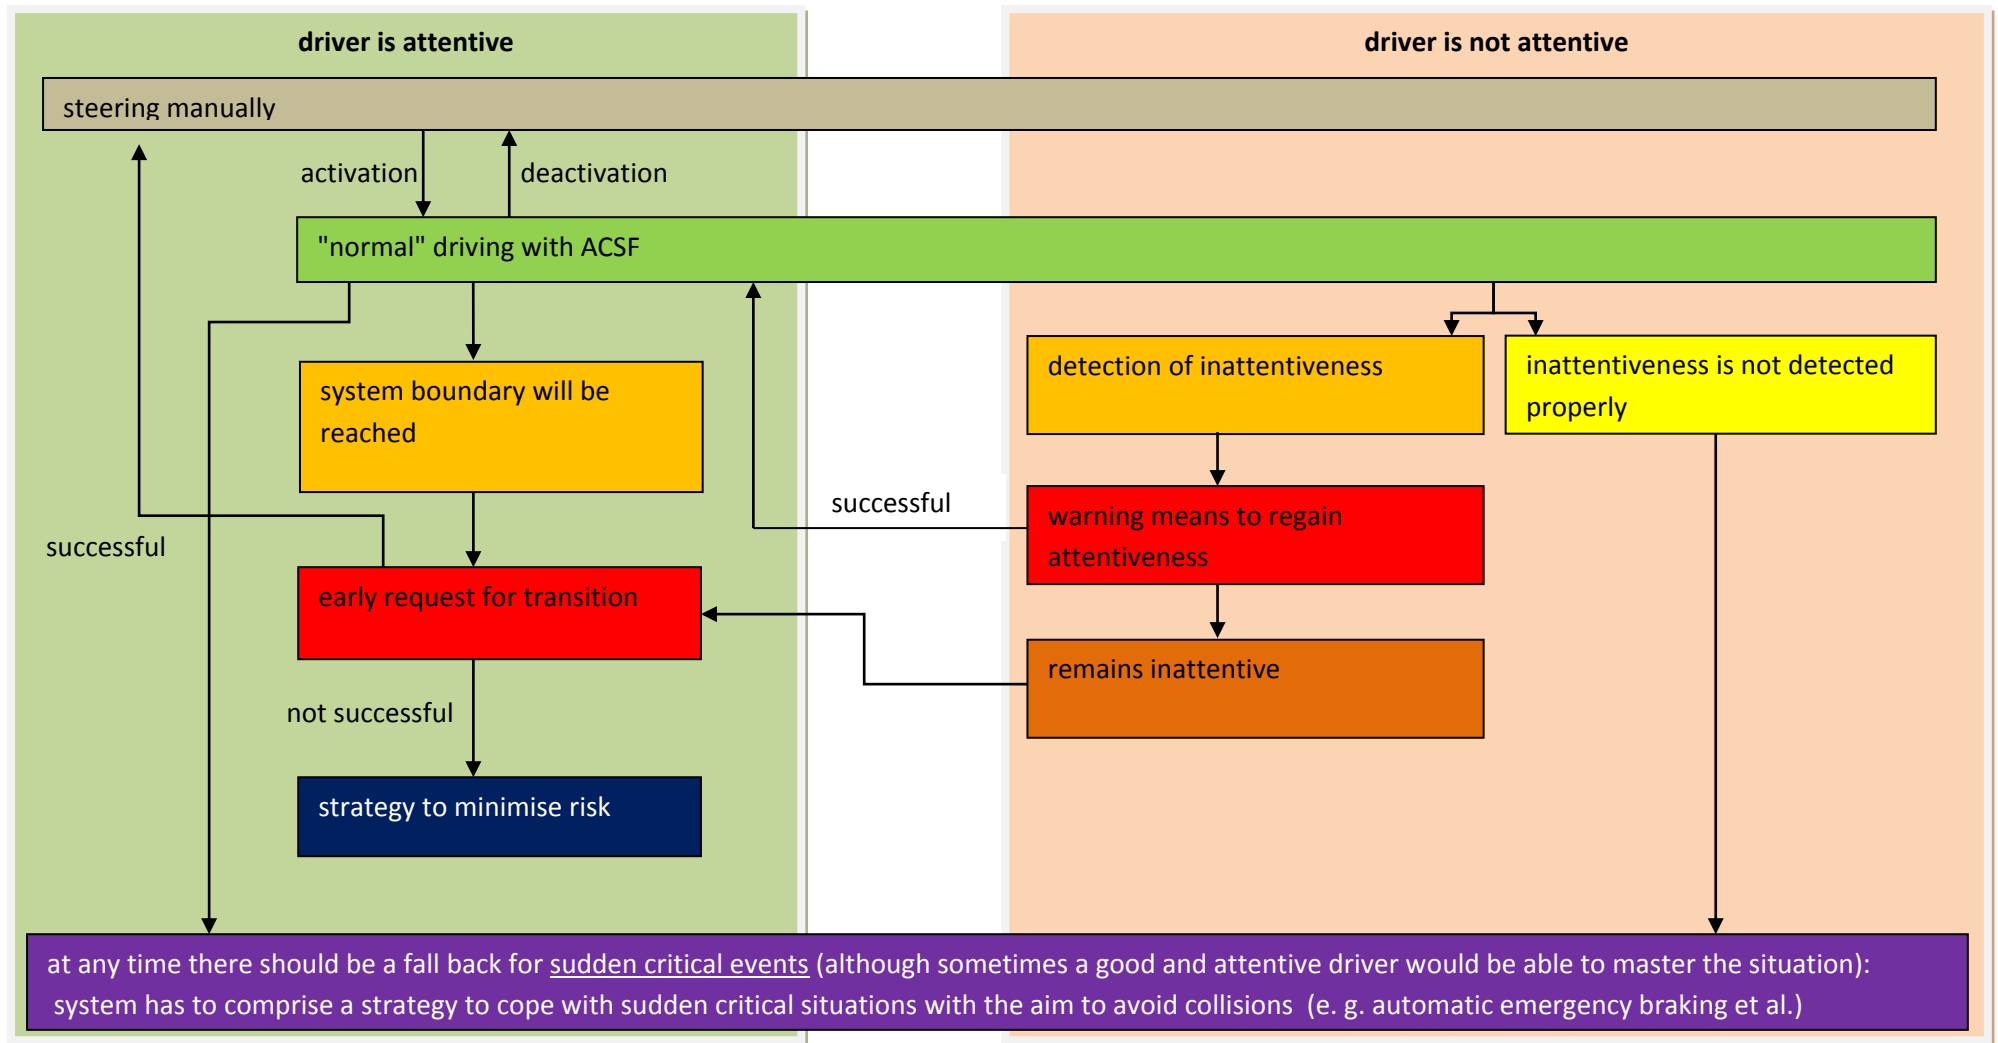 driver is attentive
driver is not attentive
steering manually
activation
deactivation
"normal" driving with ACSF
system boundary will be
reached
detection of inattentiveness
inattentiveness is not detected
properly
successful
successful
warning means to regain
attentiveness
early request for transition
remains inattentive
not successful
strategy to minimise risk
at any time there should be a fall back for sudden critical events (although sometimes a good and attentive driver would be able to master the situation):
system has to comprise a strategy to cope with sudden critical situations with the aim to avoid collisions (e. g. automatic emergency braking et al.)